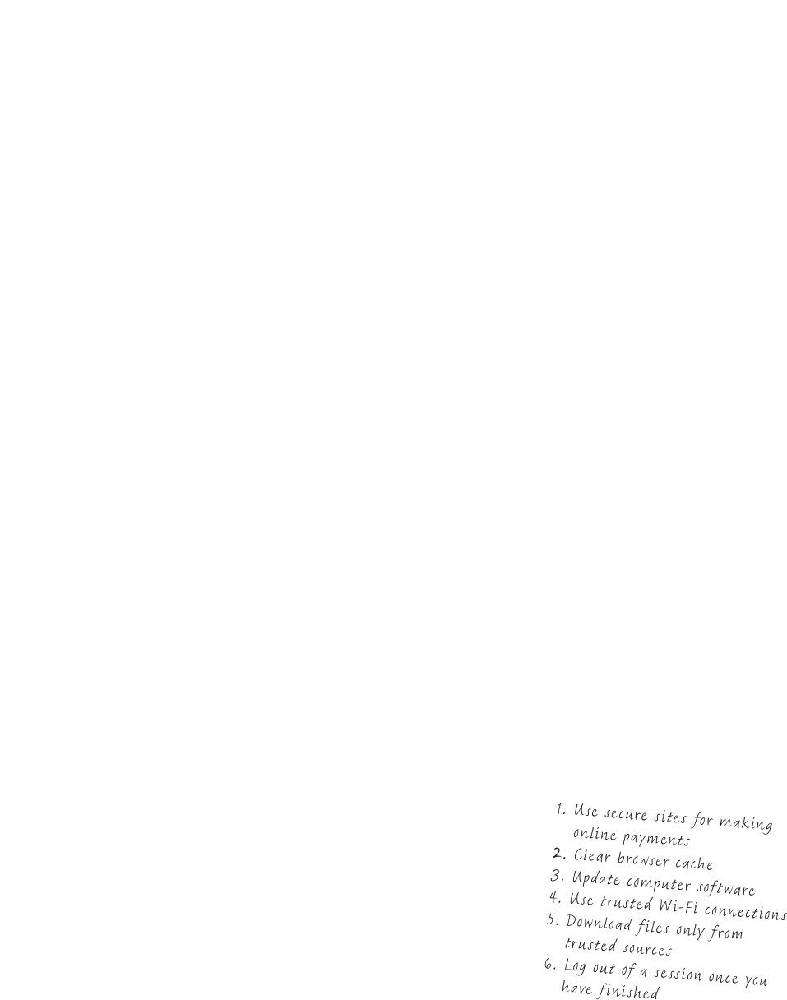 1. Use secure sites for making
online payments
2. Clear browser cache
3. Update computer software
4. Use trusted Wi-Fi connections
5. Download files only from
trusted sources
6. Log out of a session once you
have finished